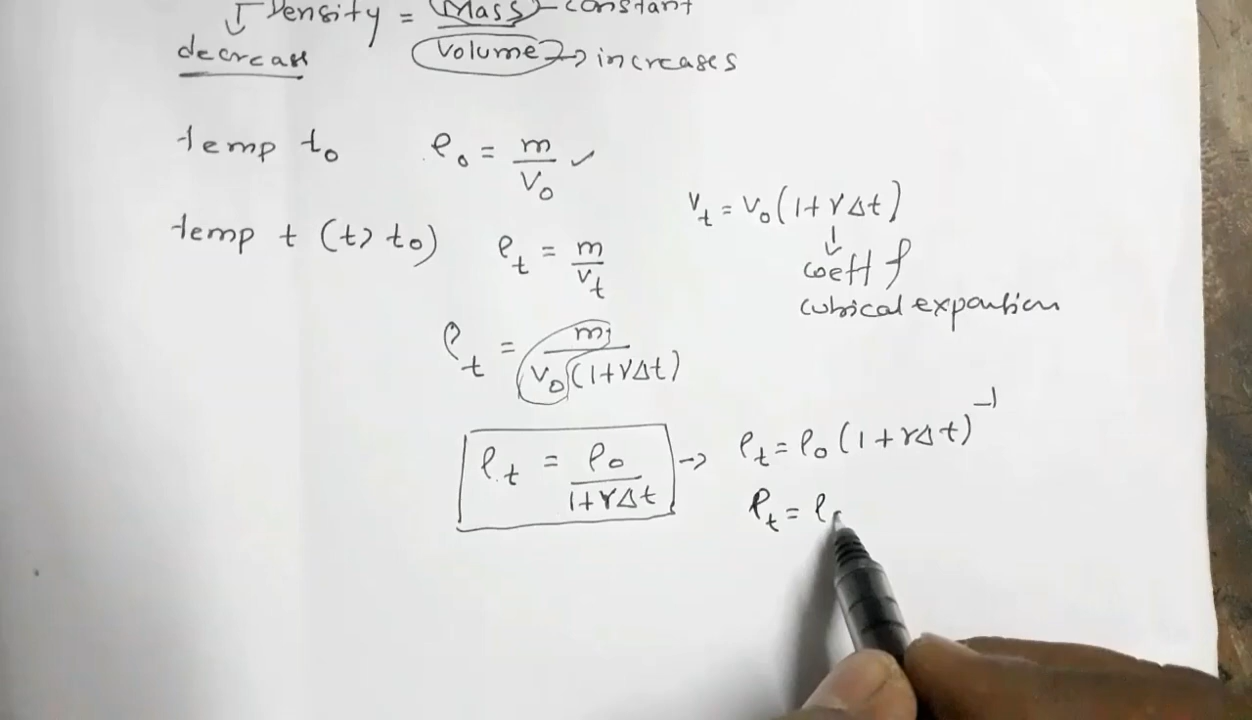 ↓ Density = Mass → constant
decrease Volume → increases
temp t₀ ρ₀ = m/V₀ ✓
Vt = V₀(1+γΔt)
temp t (t> t₀) ρt = m/Vt
↓
coeff of
cubical expantion
ρt = m/V₀(1+γΔt)
ρt = ρ₀/1+γΔt → ρt = ρ₀(1+γΔt)⁻¹
ρt = ρ